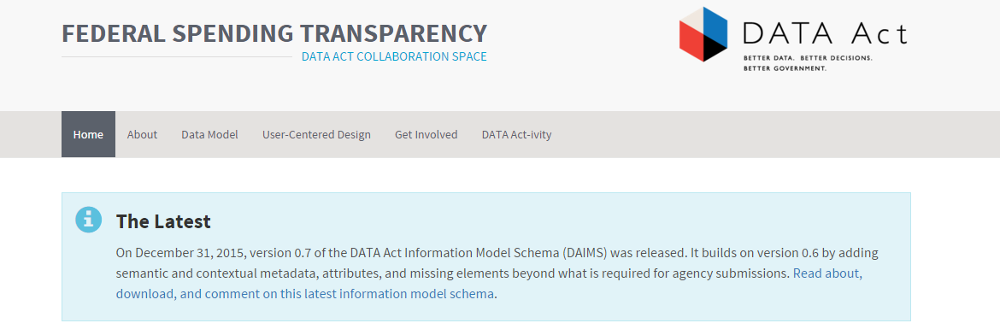 FEDERAL SPENDING TRANSPARENCY
DATA ACT COLLABORATION SPACE
DATA Act
BETTER DATA. BETTER DECISIONS.
BETTER GOVERNMENT.
Home About Data Model User-Centered Design Get Involved DATA Act-ivity
The Latest
On December 31, 2015, version 0.7 of the DATA Act Information Model Schema (DAIMS) was released. It builds on version 0.6 by adding
semantic and contextual metadata, attributes, and missing elements beyond what is required for agency submissions. Read about,
download, and comment on this latest information model schema.